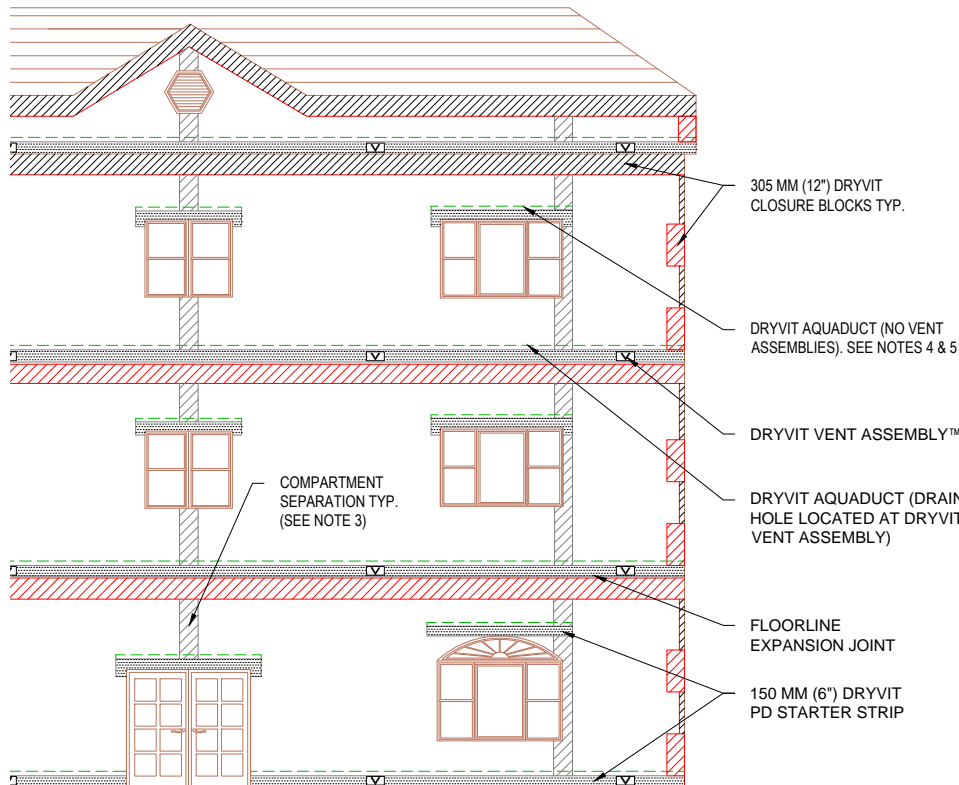 305 MM (12") DRYVIT
CLOSURE BLOCKS TYP.
DRYVIT AQUADUCT (NO VENT
ASSEMBLIES). SEE NOTES 4 & 5
DRYVIT VENT ASSEMBLY™
COMPARTMENT
SEPARATION TYP.
(SEE NOTE 3)
DRYVIT AQUADUCT (DRAIN
HOLE LOCATED AT DRYVIT
VENT ASSEMBLY)
FLOORLINE
EXPANSION JOINT
150 MM (6") DRYVIT
PD STARTER STRIP